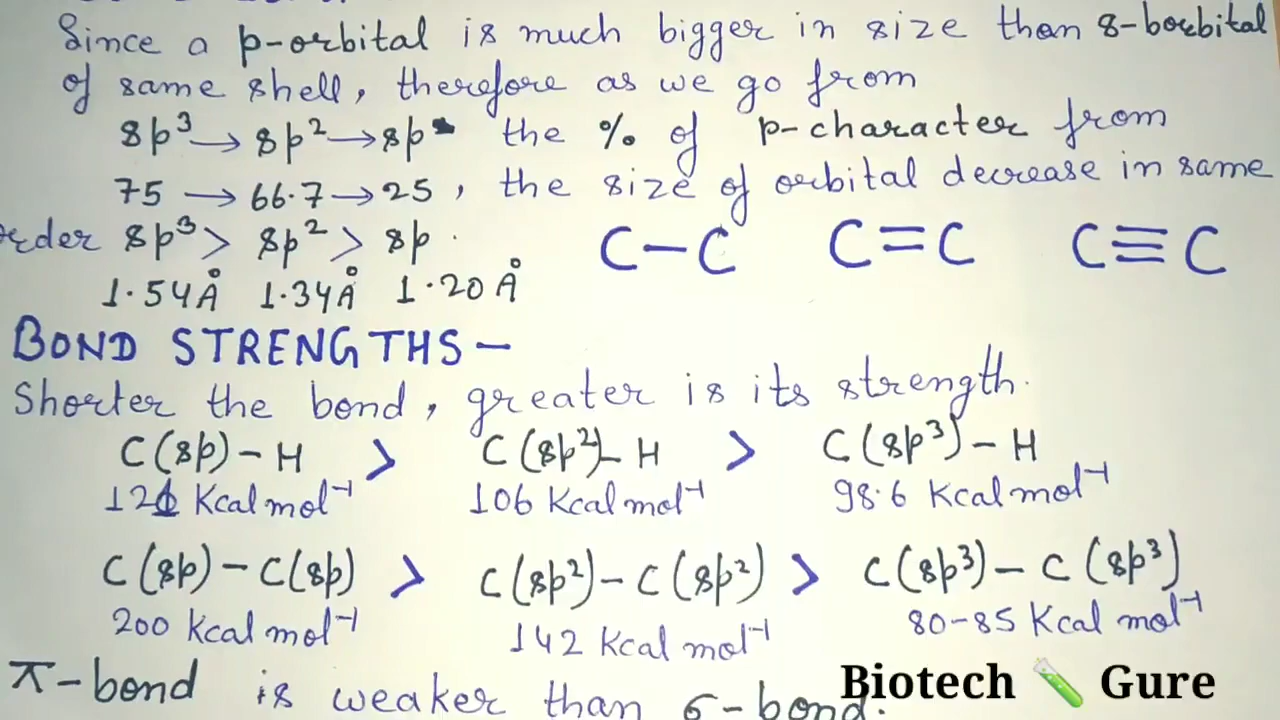 Since a p-orbital is much bigger in size than s-borbital
of same shell, therefore as we go from
sp³ → sp² → sp the % of p-character from
75 → 66.7 → 25, the size of orbital decrease in same
order sp³ > sp² > sp.
C-C C=C C≡C
1.54Å 1.34Å 1.20Å
BOND STRENGTHS-
Shorter the bond, greater is its strength.
C(sp)-H > C(sp²)-H > C(sp³)-H
121 Kcal mol⁻¹ 106 Kcal mol⁻¹ 98.6 Kcal mol⁻¹
C(sp)-C(sp) > C(sp²)-C(sp²) > C(sp³)-C(sp³)
200 Kcal mol⁻¹ 142 Kcal mol⁻¹ 80-85 Kcal mol⁻¹
π-bond is weaker than σ-bond.
Biotech Gure